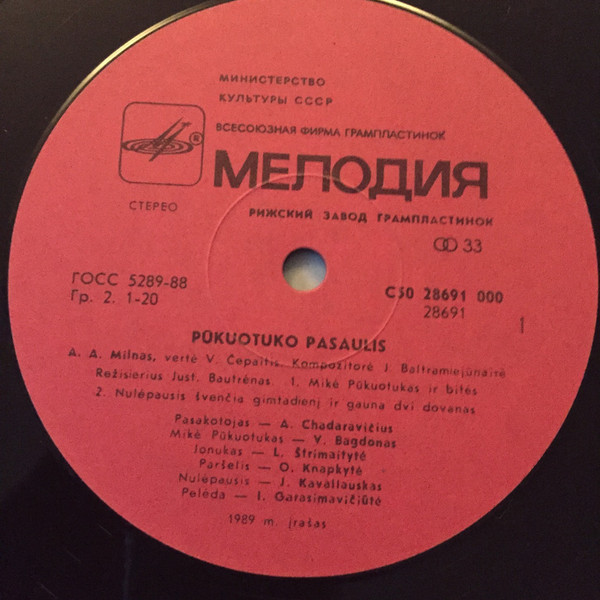 МИНИСТЕРСТВО
КУЛЬТУРЫ СССР
ВСЕСОЮЗНАЯ ФИРМА ГРАМПЛАСТИНОК
®
МЕЛОДИЯ
СТЕРЕО
РИЖСКИЙ ЗАВОД ГРАМПЛАСТИНОК
33
ГОСС 5289-88
Гр. 2. 1-20
С50 28691 000
28691
1
PŪKUOTUKO PASAULIS
A. A. Milnas, vertė V. Čepaitis. Kompozitorė J. Baltramiejūnaitė
Režisierius Just. Bautrėnas. 1. Mikė Pūkuotukas ir bitės
2. Nulėpausis švenčia gimtadienį ir gauna dvi dovanas
Pasakotojas — A. Chadaravičius
Mikė Pūkuotukas — V. Bagdonas
Jonukas — L. Štrimaitytė
Paršelis — O. Knapkytė
Nulėpausis — J. Kavaliauskas
Pelėda — I. Garasimavičiūtė
1989 m. įrašas